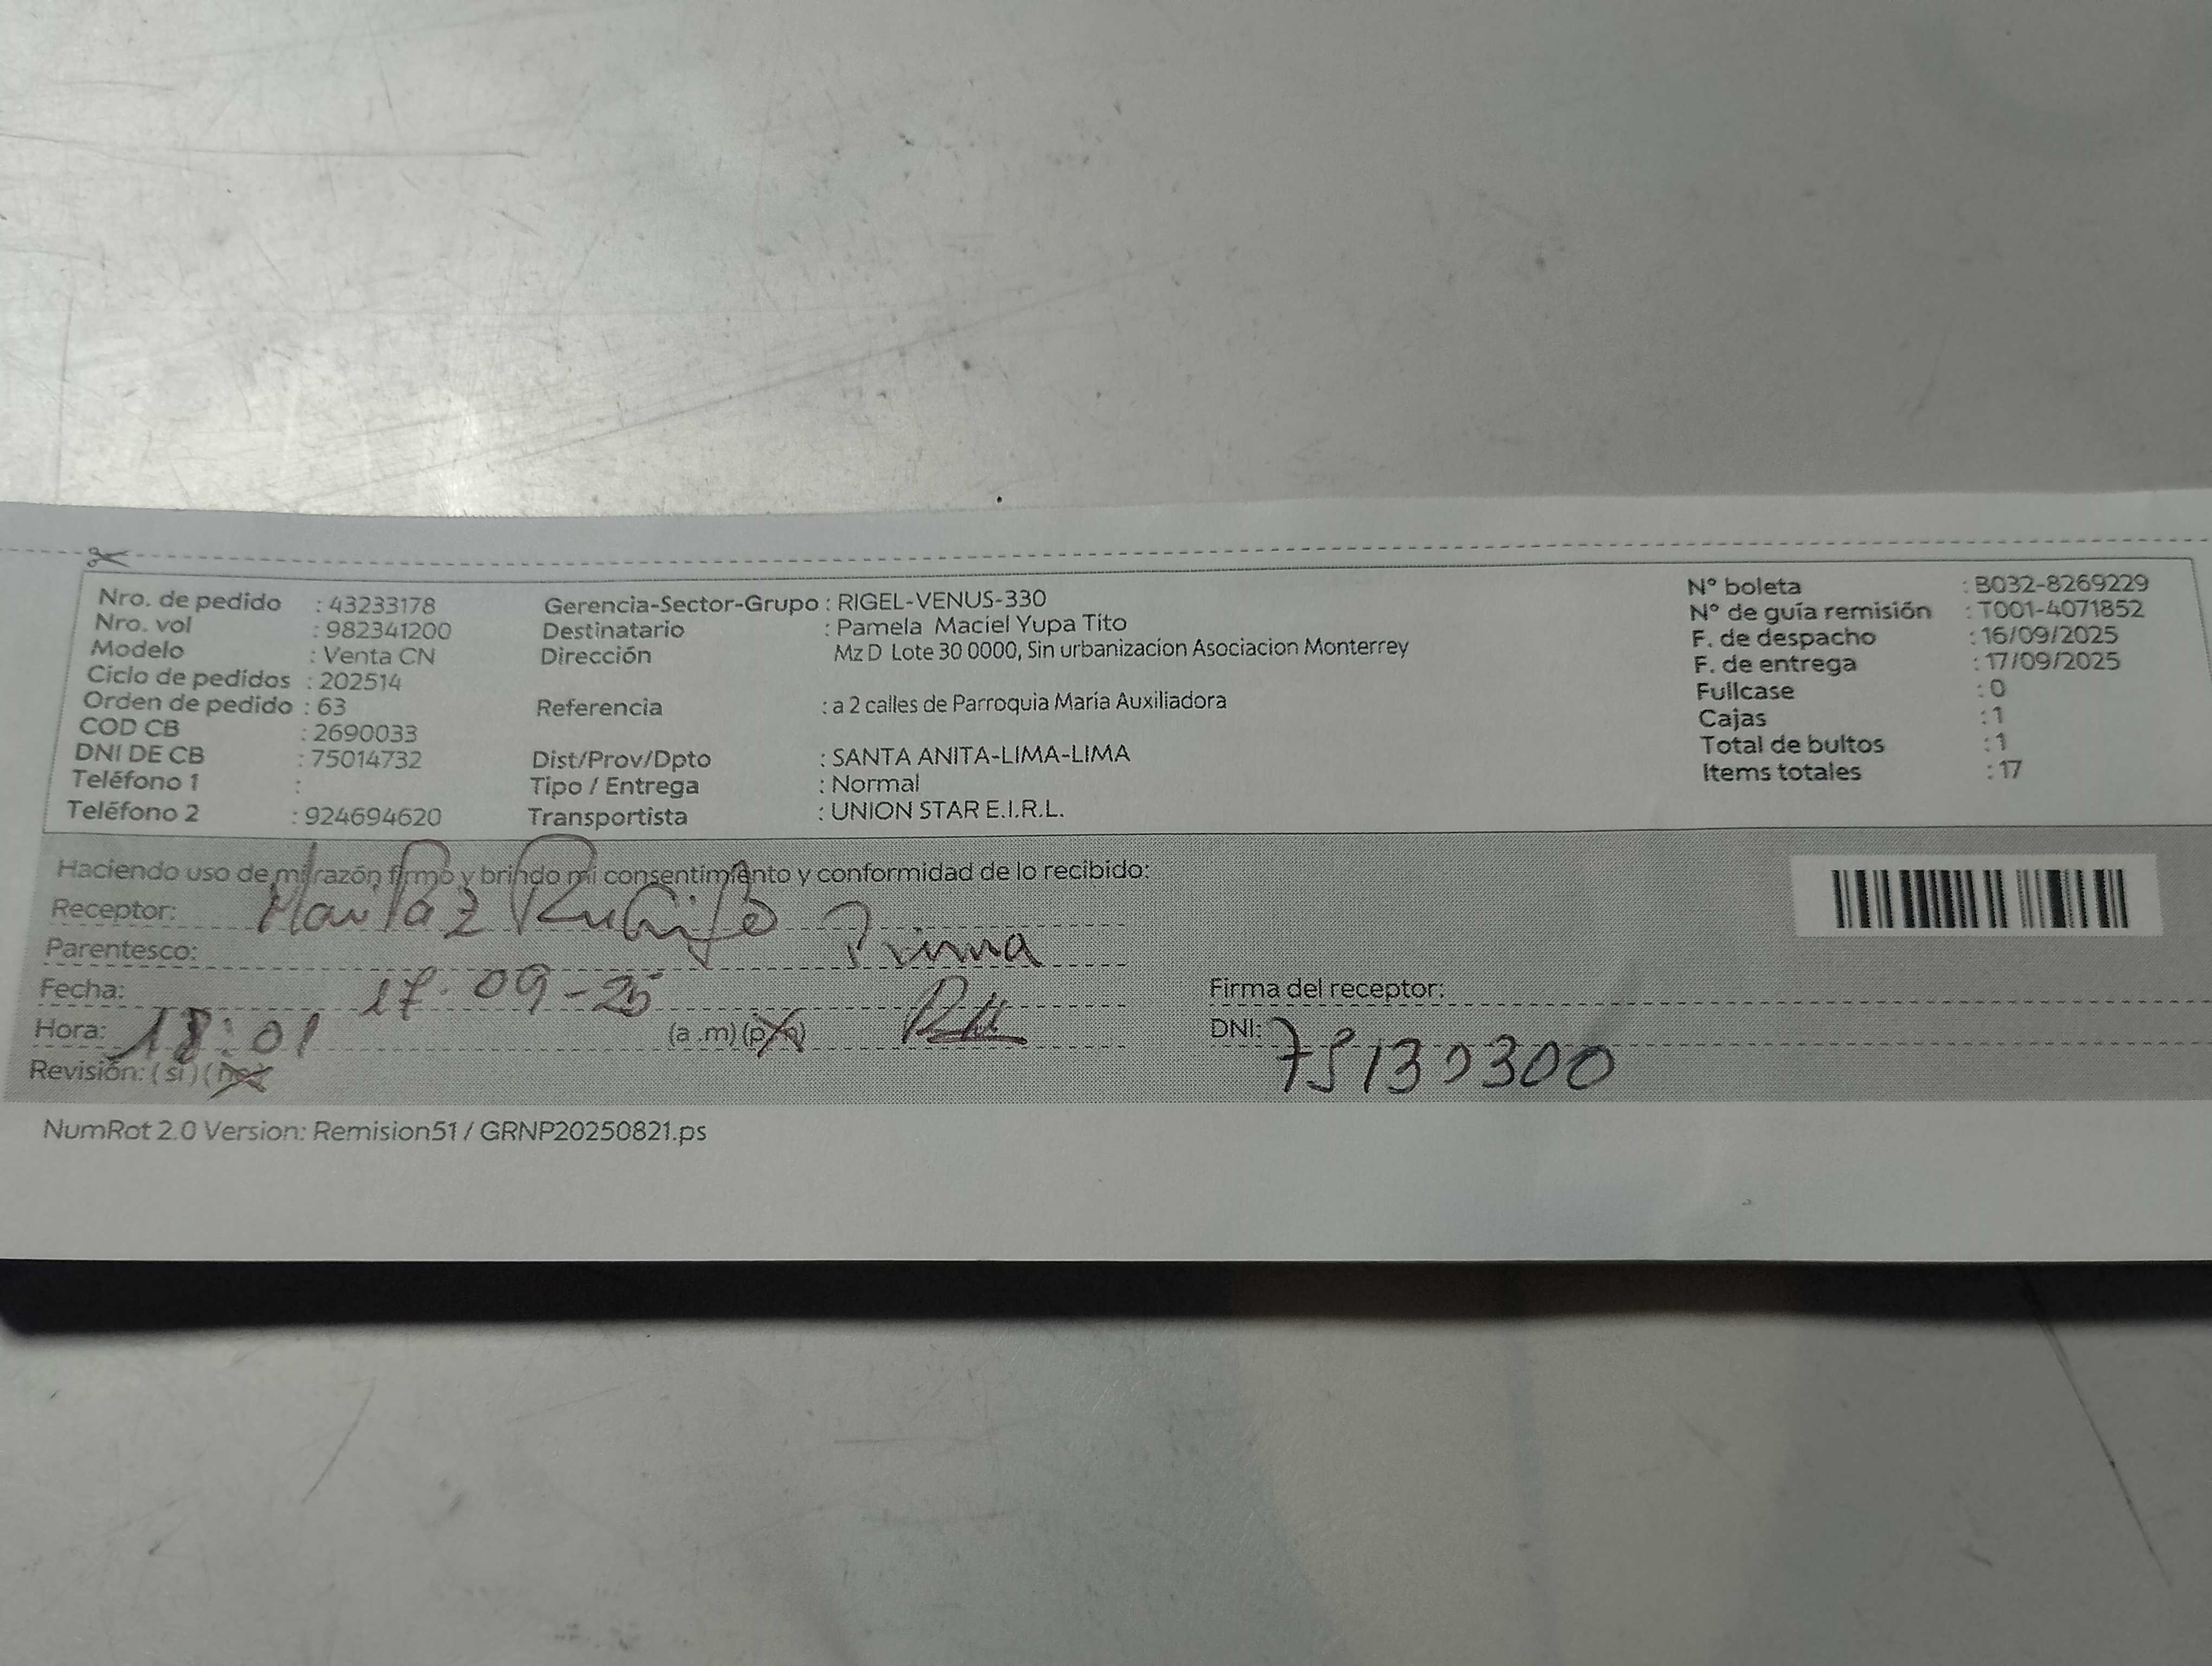 Nro. de pedido : 43233178
Nro. vol : 982341200
Modelo : Venta CN
Ciclo de pedidos : 202514
Orden de pedido : 63
COD CB : 2690033
DNI DE CB : 75014732
Teléfono 1 :
Teléfono 2 : 924694620
Gerencia-Sector-Grupo : RIGEL-VENUS-330
Destinatario : Pamela Maciel Yupa Tito
Dirección Mz D Lote 30 0000, Sin urbanizacíon Asociacion Monterrey
Referencia : a 2 calles de Parroquia María Auxiliadora
Dist/Prov/Dpto : SANTA ANITA-LIMA-LIMA
Tipo / Entrega : Normal
Transportista : UNION STAR E.I.R.L.
N° boleta : B032-8269229
N° de guía remisión : T001-4071852
F. de despacho : 16/09/2025
F. de entrega : 17/09/2025
Fullcase : 0
Cajas : 1
Total de bultos : 1
Items totales : 17
Haciendo uso de mi razón firmo y brindo mi consentimiento y conformidad de lo recibido:
Receptor:
Parentesco: Prima
Fecha: 17-09-25
Hora: 18:01 (a .m) (p.m)
Revisión: ( si ) ( no )
Firma del receptor:
DNI:
NumRot 2.0 Version: Remision51 / GRNP20250821.ps